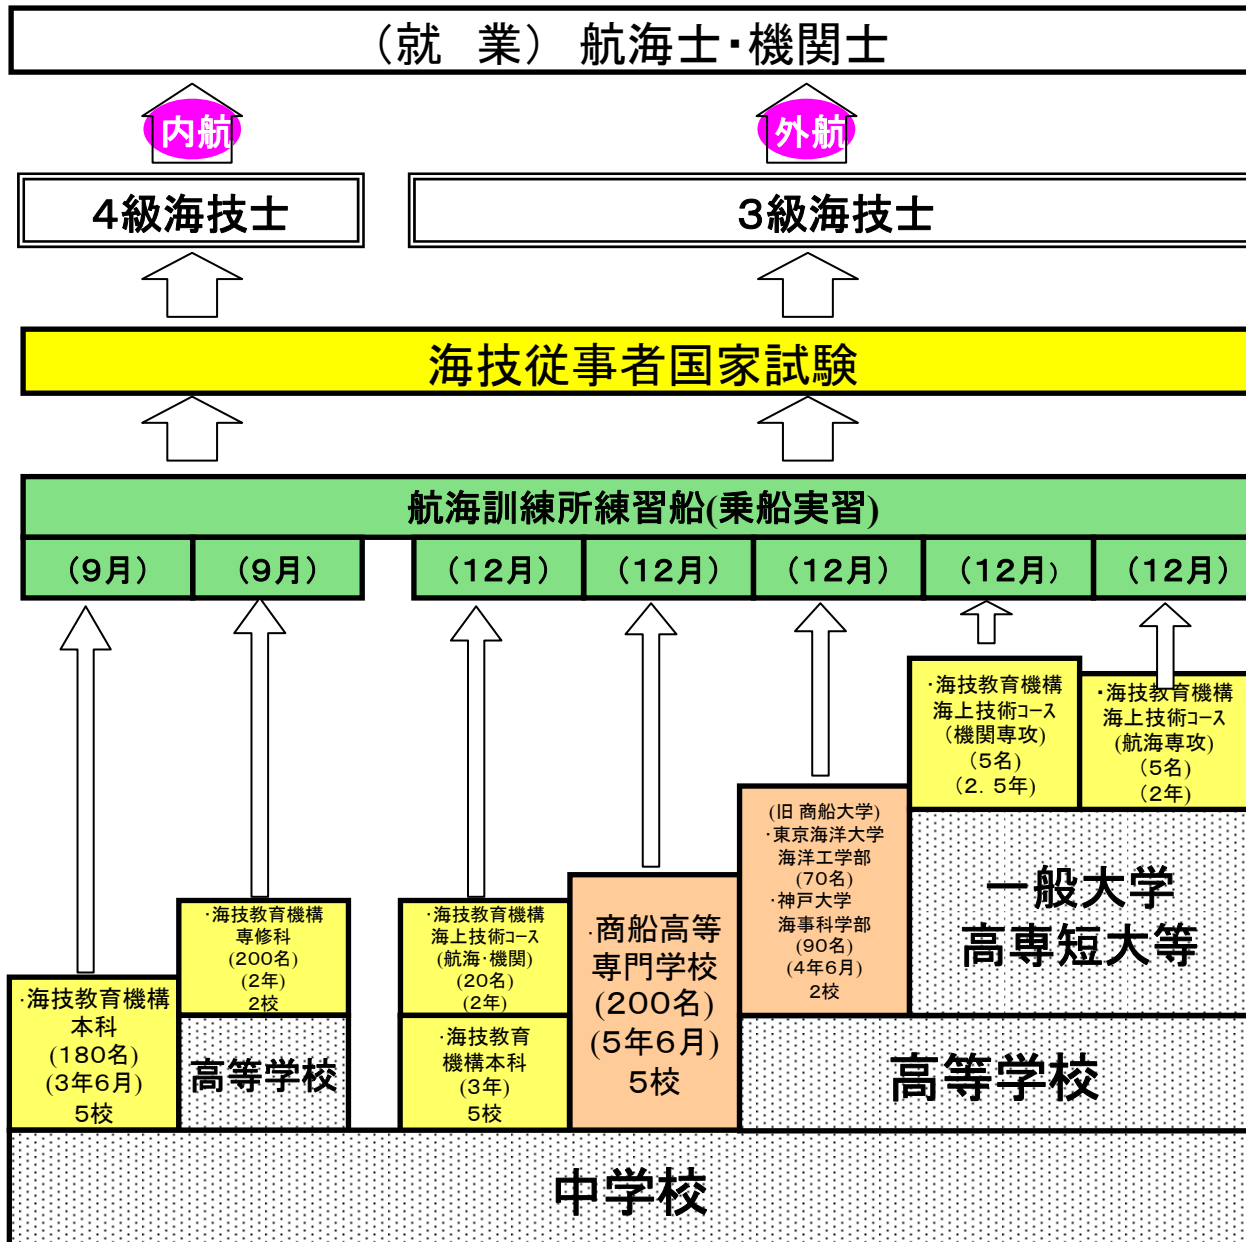 （就　業） 航海士・機関士
内航
外航
４級海技士
３級海技士
海技従事者国家試験
航海訓練所練習船(乗船実習)
（９月）
（９月）
（１２月）
（１２月）
（１２月）
（１２月）
（１２月）
・海技教育機構
本科
(１８０名)
(３年６月)
５校
・海技教育機構
専修科
(２００名)
(２年)
２校
高等学校
・海技教育機構
海上技術コース
(航海・機関)
(２０名)
(２年)
・海技教育
機構本科
(３年)
５校
・商船高等
専門学校
(２００名)
(５年６月)
５校
(旧 商船大学)
・東京海洋大学
海洋工学部
(７０名)
・神戸大学
海事科学部
(９０名)
(４年６月)
２校
・海技教育機構
海上技術コース
（機関専攻）
（５名）
（２．５年）
・海技教育機構
海上技術コース
(航海専攻)
（５名）
（２年）
一般大学
高専短大等
高等学校
中学校